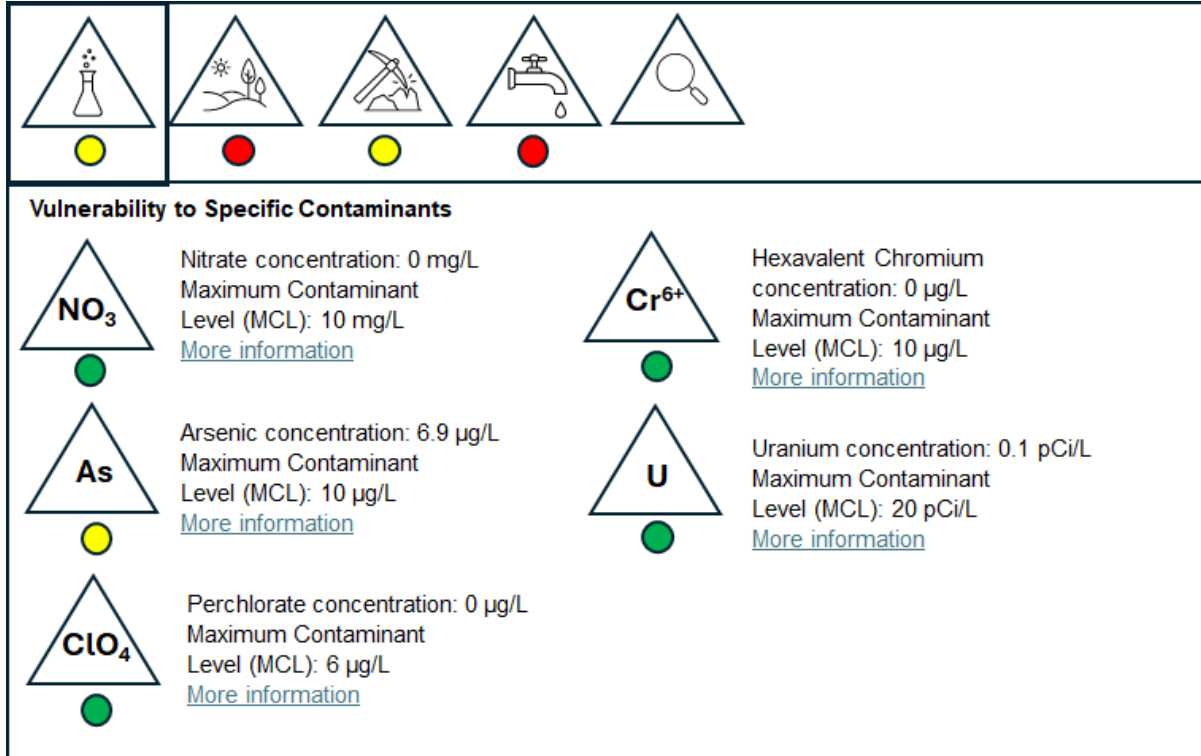 Vulnerability to Specific Contaminants
NO₃
Nitrate concentration: 0 mg/L
Maximum Contaminant
Level (MCL): 10 mg/L
More information
Cr⁶⁺
Hexavalent Chromium
concentration: 0 µg/L
Maximum Contaminant
Level (MCL): 10 µg/L
More information
As
Arsenic concentration: 6.9 µg/L
Maximum Contaminant
Level (MCL): 10 µg/L
More information
U
Uranium concentration: 0.1 pCi/L
Maximum Contaminant
Level (MCL): 20 pCi/L
More information
ClO₄
Perchlorate concentration: 0 µg/L
Maximum Contaminant
Level (MCL): 6 µg/L
More information